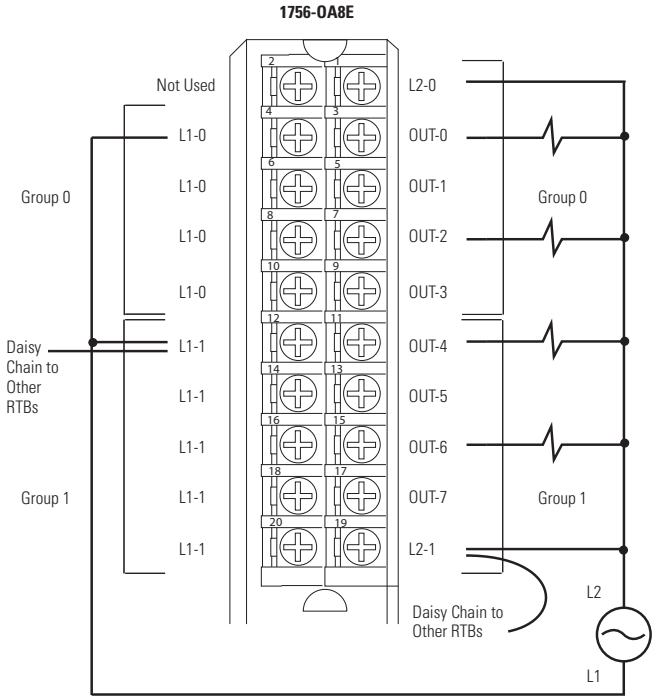 1756-OA8E
2 1
Not Used L2-0
4 3
L1-0 OUT-0
6 5
L1-0 OUT-1
Group 0 Group 0
8 7
L1-0 OUT-2
10 9
L1-0 OUT-3
12 11
L1-1 OUT-4
Daisy
Chain to
Other
RTBs
14 13
L1-1 OUT-5
16 15
L1-1 OUT-6
18 17
Group 1 L1-1 OUT-7 Group 1
20 19
L1-1 L2-1
Daisy Chain to
Other RTBs
L2
L1